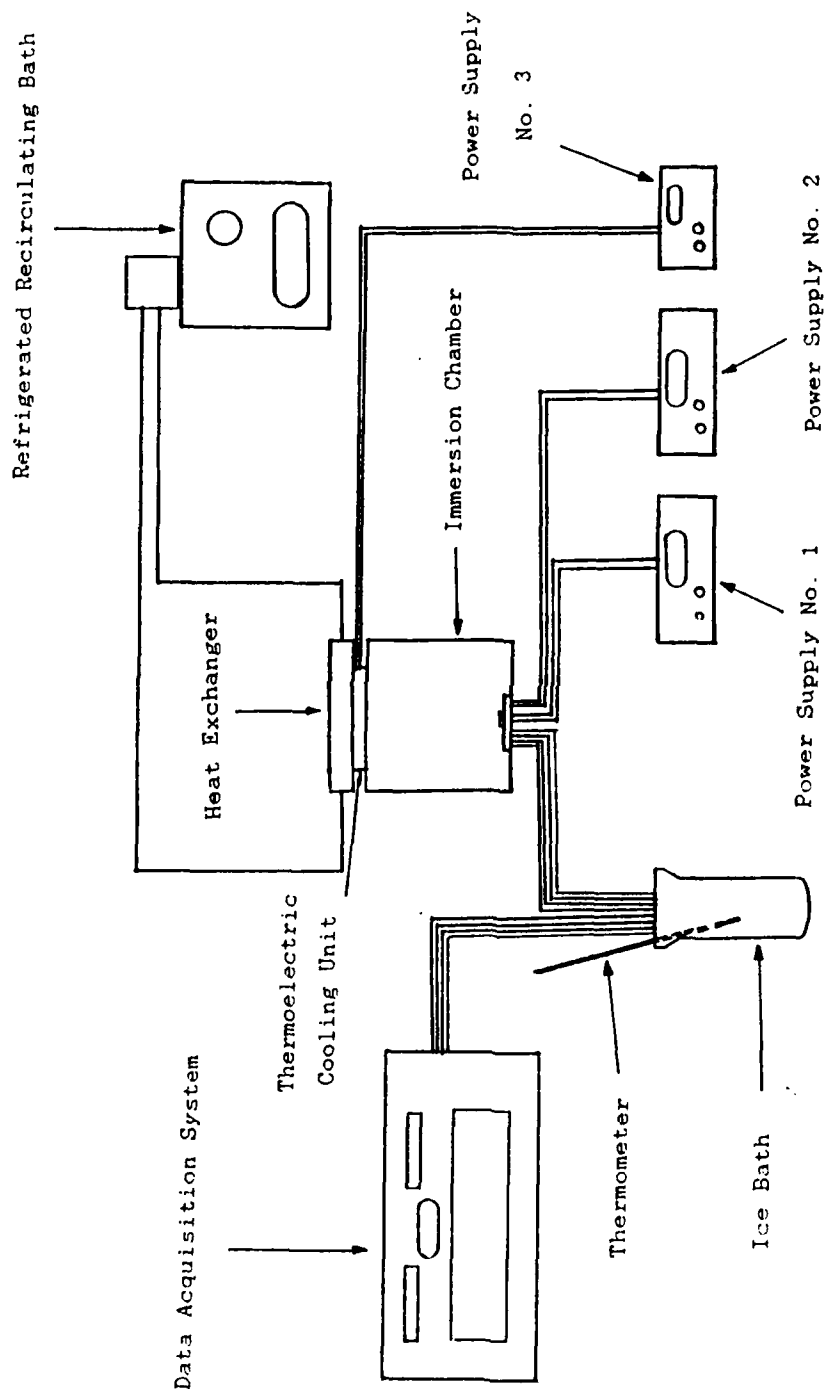 Refrigerated Recirculating Bath
Data Acquisition System
Heat Exchanger
Thermoelectric
Cooling Unit
Immersion Chamber
Power Supply
No. 3
Thermometer
Ice Bath
Power Supply No. 1
Power Supply No. 2